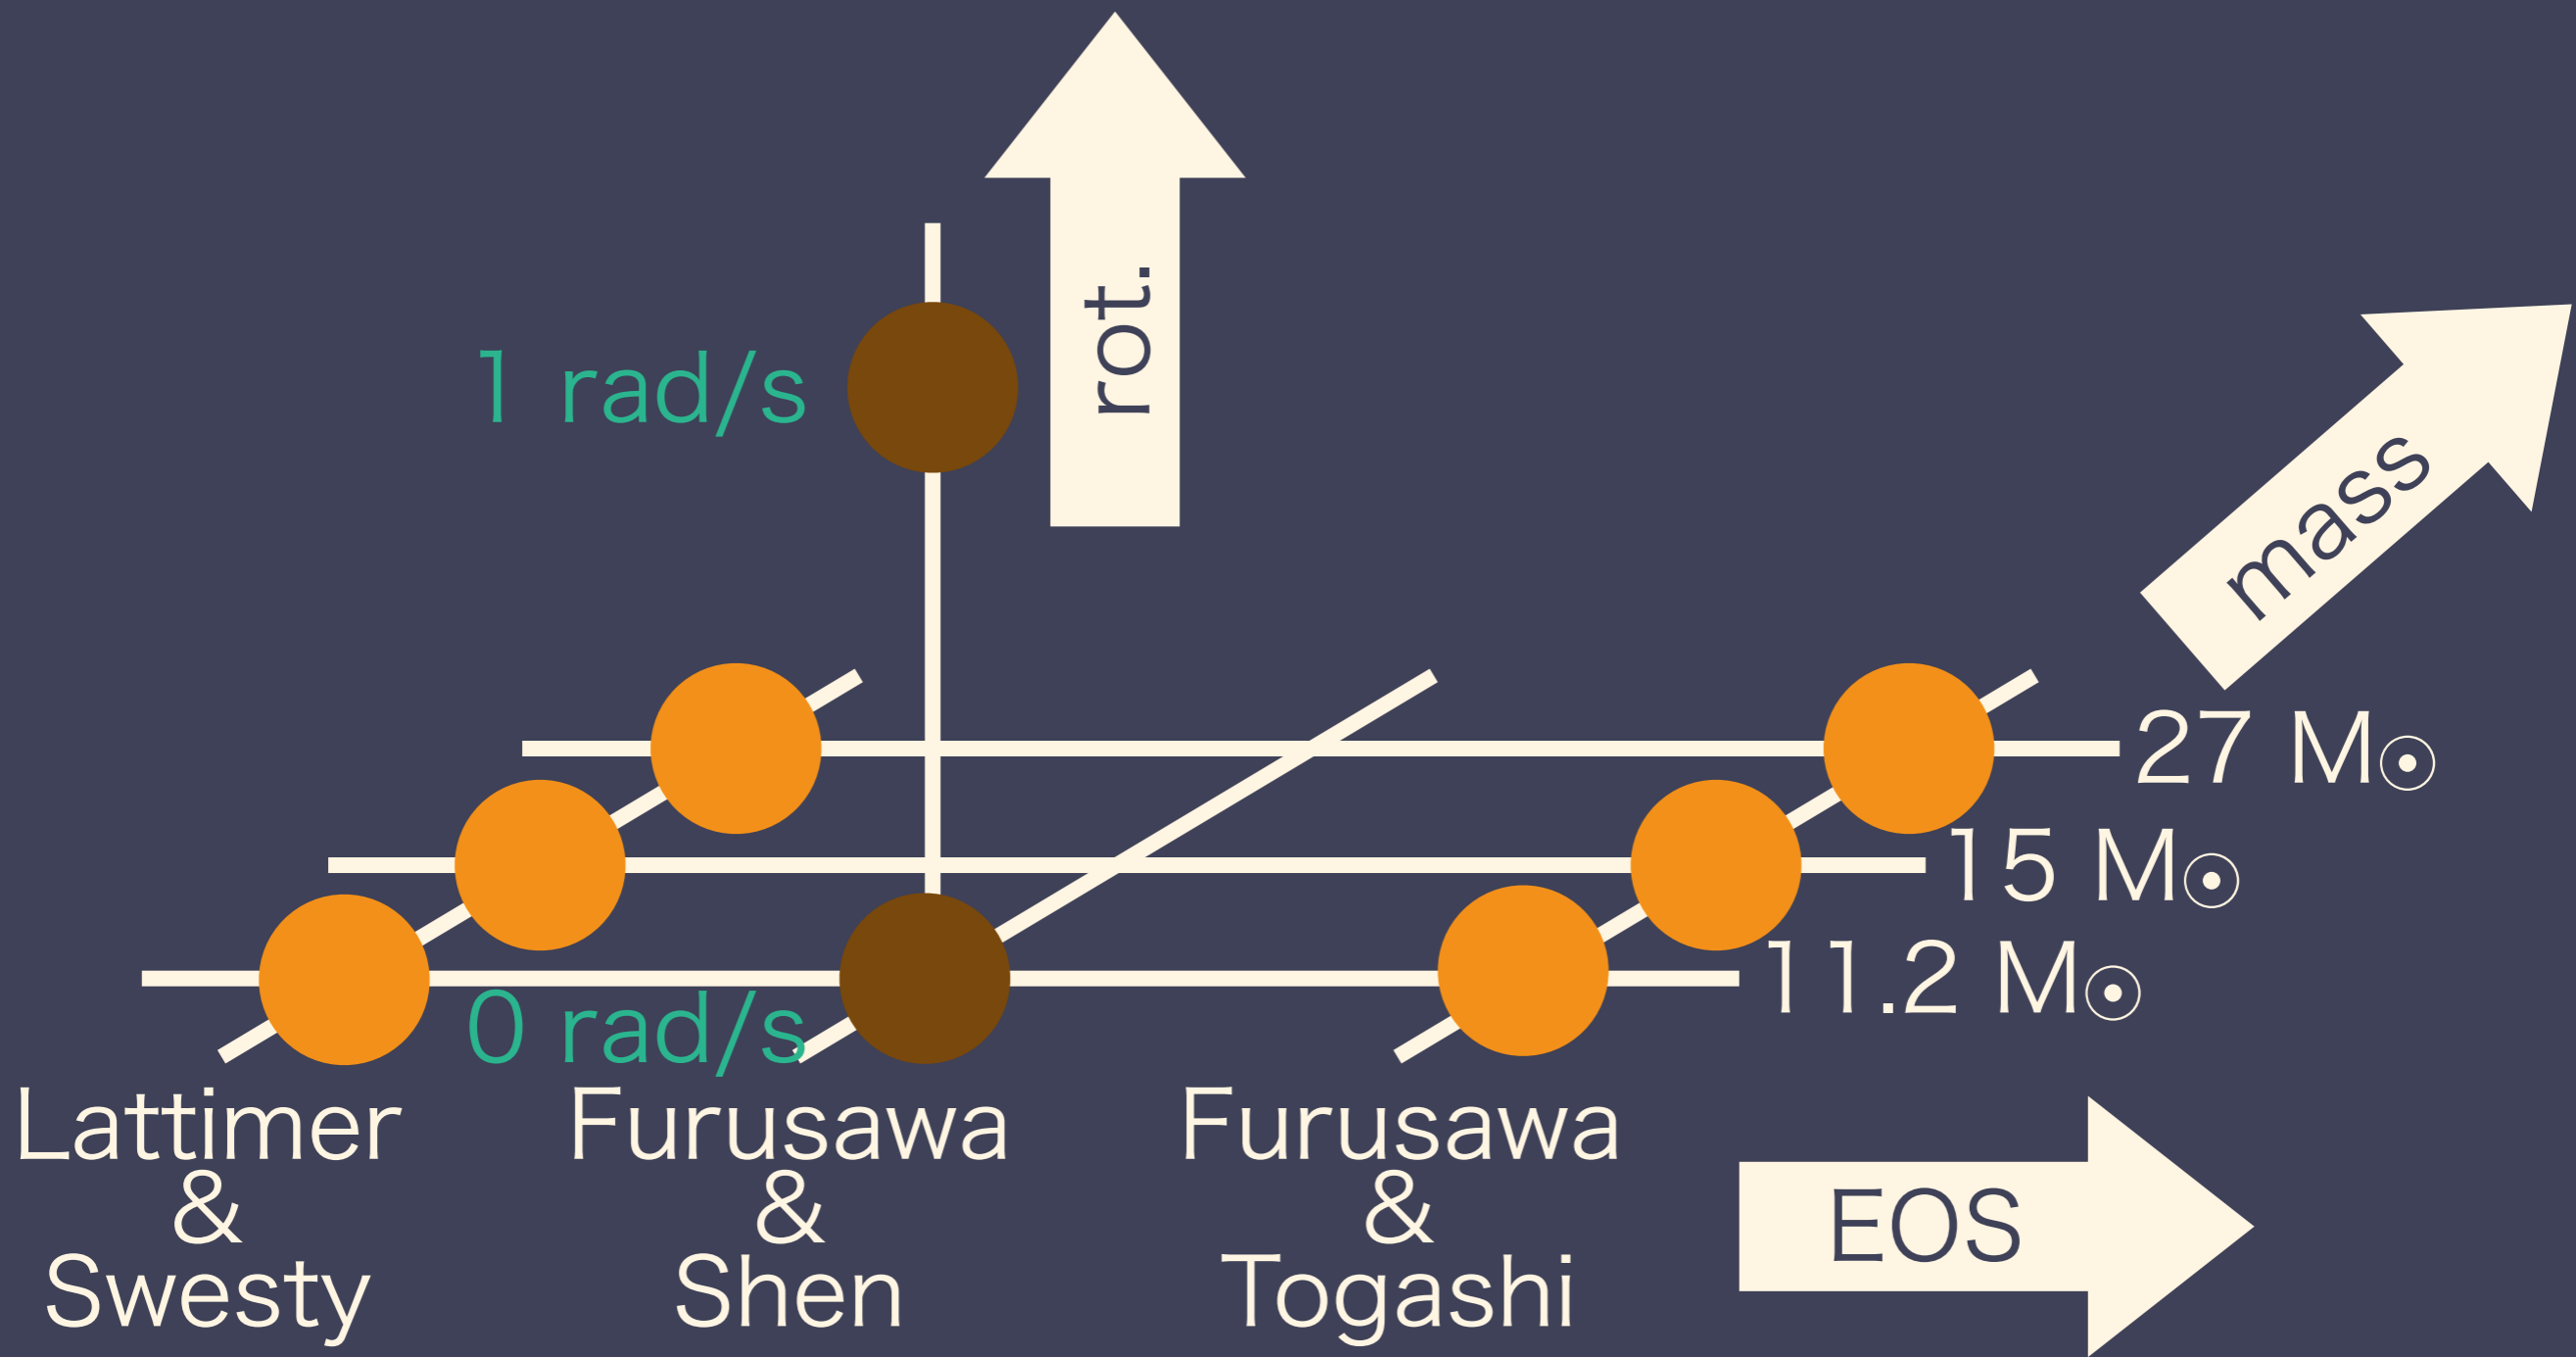 rot.
1 rad/s
mass
27 M☉
15 M☉
11.2 M☉
0 rad/s
Lattimer
&
Swesty
Furusawa
&
Shen
Furusawa
&
Togashi
EOS